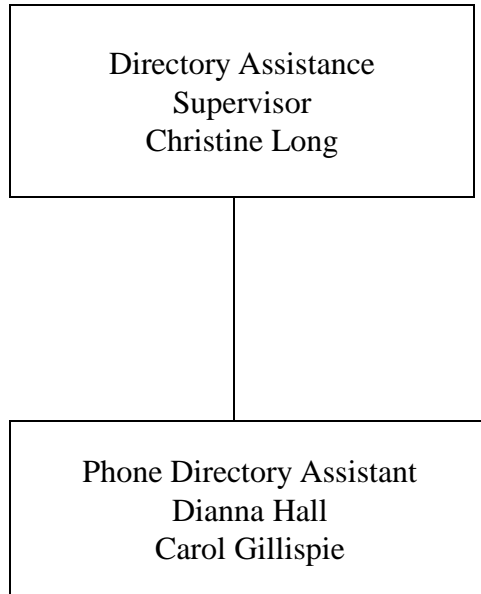 Directory Assistance
Supervisor
Christine Long
Phone Directory Assistant
Dianna Hall
Carol Gillispie